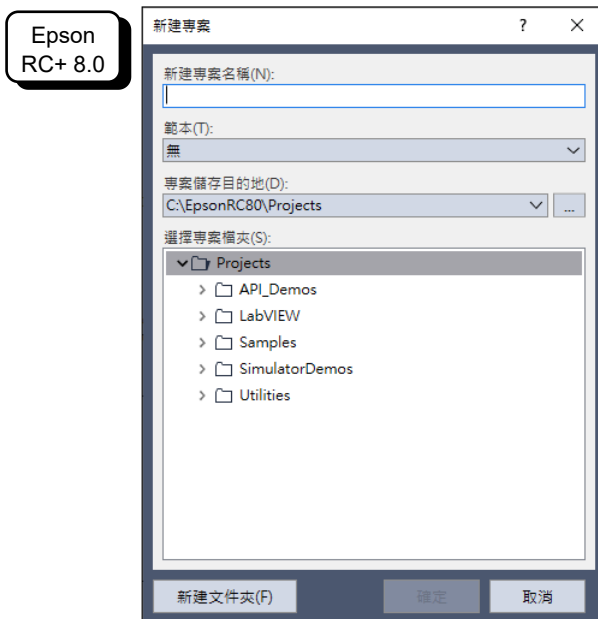 Epson
RC+ 8.0
新建專案
?
新建專案名稱(N):
範本(T):
無
專案儲存目的地(D):
C:\EpsonRC80\Projects
...
選擇專案檔夾(S):
Projects
API_Demos
LabVIEW
Samples
SimulatorDemos
Utilities
新建文件夾(F)
確定
取消